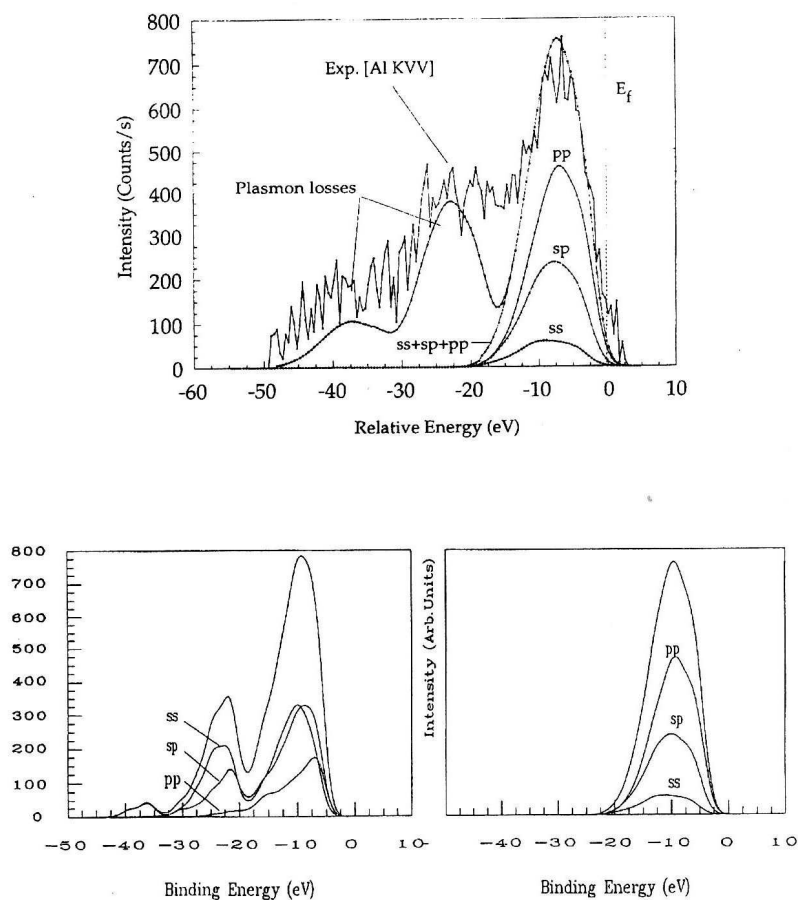 800
700
600
500
400
300
200
100
0
Intensity (Counts/s)
Exp. [Al KVV]
Plasmon losses
E_f
pp
sp
ss
ss+sp+pp
-60 -50 -40 -30 -20 -10 0 10
Relative Energy (eV)
800
700
600
500
400
300
200
100
0
ss
sp
pp
-50 -40 -30 -20 -10 0 10-
Binding Energy (eV)
Intensity (Arb.Units)
pp
sp
ss
-40 -30 -20 -10 0 10
Binding Energy (eV)